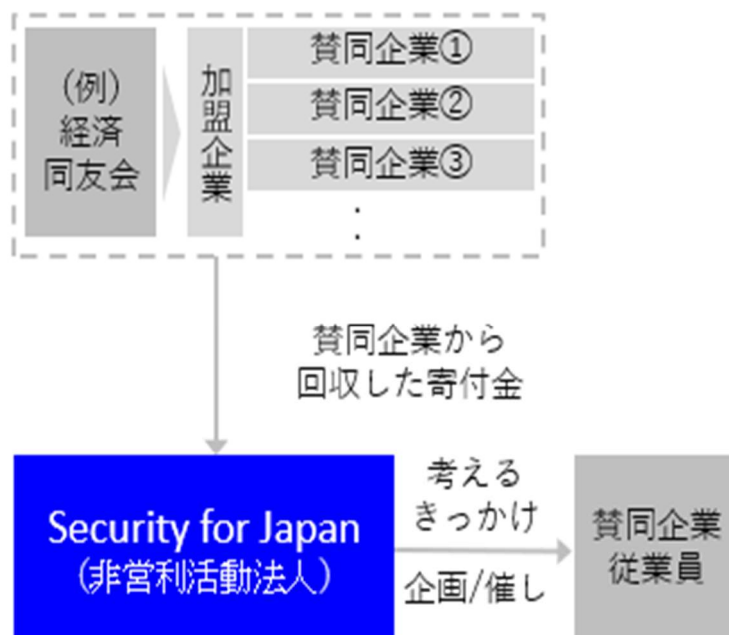 (例)
経済
同友会
加盟企業
賛同企業①
賛同企業②
賛同企業③
・
・
賛同企業から
回収した寄付金
Security for Japan
(非営利活動法人)
考える
きっかけ
企画/催し
賛同企業
従業員